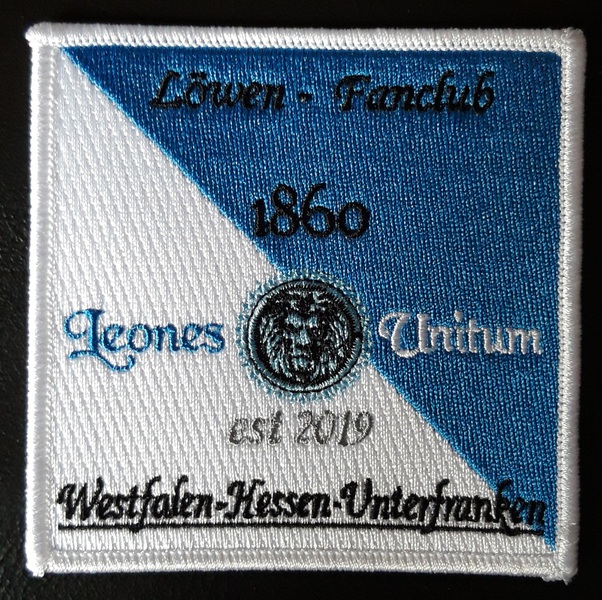 Löwen - Fanclub
1860
Leones Unitum
est 2019
Westfalen-Hessen-Unterfranken